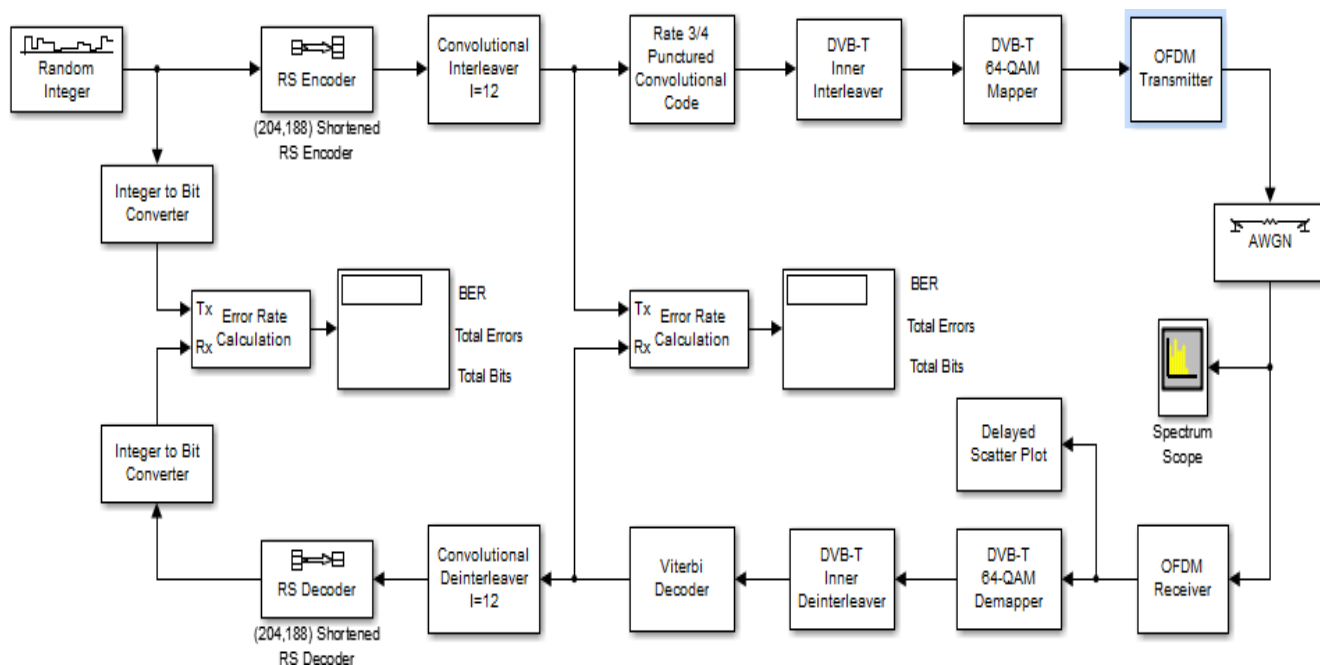 Random
Integer
RS Encoder
(204,188) Shortened
RS Encoder
Convolutional
Interleaver
I=12
Rate 3/4
Punctured
Convolutional
Code
DVB-T
Inner
Interleaver
DVB-T
64-QAM
Mapper
OFDM
Transmitter
Integer to Bit
Converter
AWGN
Tx
Rx
Error Rate
Calculation
BER
Total Errors
Total Bits
Tx
Rx
Error Rate
Calculation
BER
Total Errors
Total Bits
Spectrum
Scope
Delayed
Scatter Plot
Integer to Bit
Converter
RS Decoder
(204,188) Shortened
RS Decoder
Convolutional
Deinterleaver
I=12
Viterbi
Decoder
DVB-T
Inner
Deinterleaver
DVB-T
64-QAM
Demapper
OFDM
Receiver